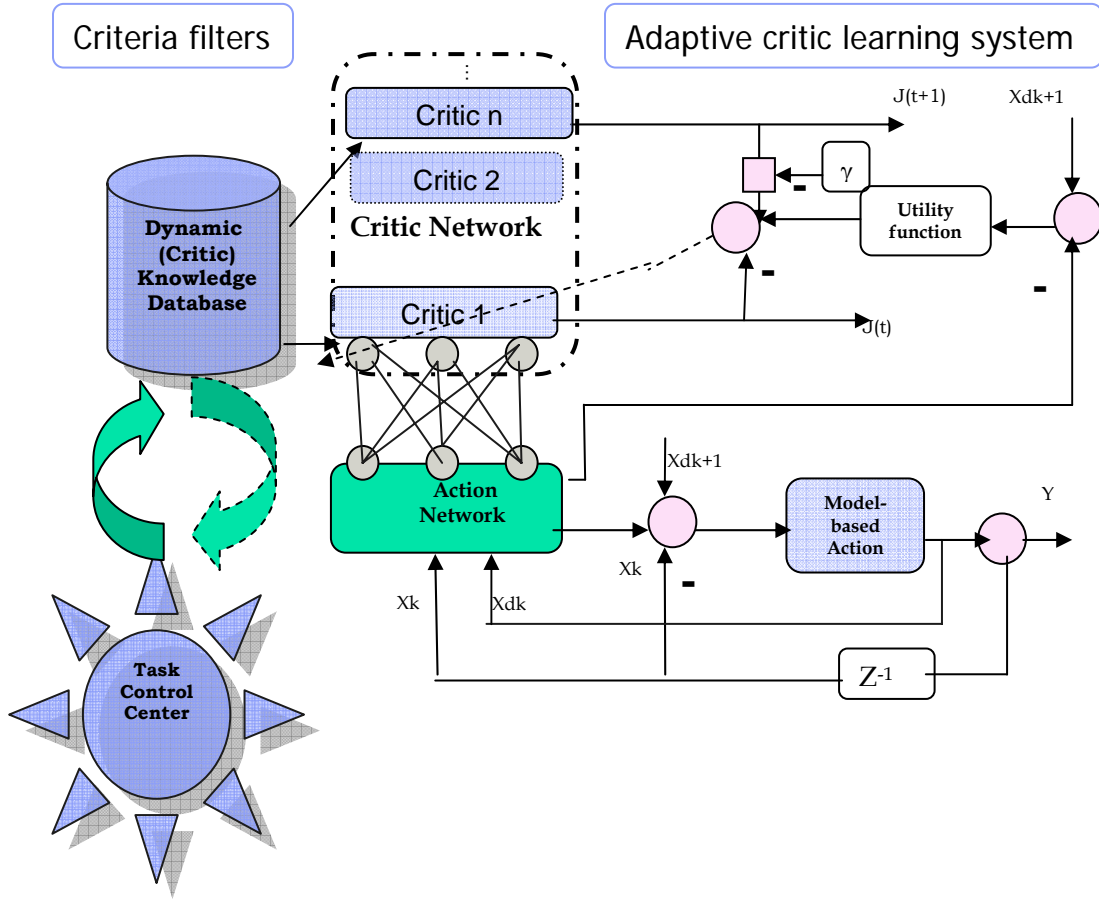 Criteria filters
Adaptive critic learning system
Critic n
Critic 2
Critic Network
Critic 1
Dynamic
(Critic)
Knowledge
Database
J(t+1)
Xdk+1
γ
Utility
function
-
-
-
J(t)
Action
Network
Xdk+1
Model-
based
Action
Y
Xk
-
Xk
Xdk
Z-1
Task
Control
Center